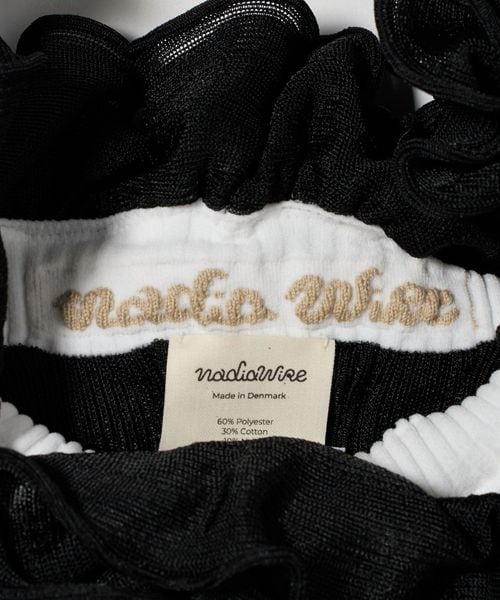 nadia wire
nadiawire
Made in Denmark
60% Polyester
30% Cotton